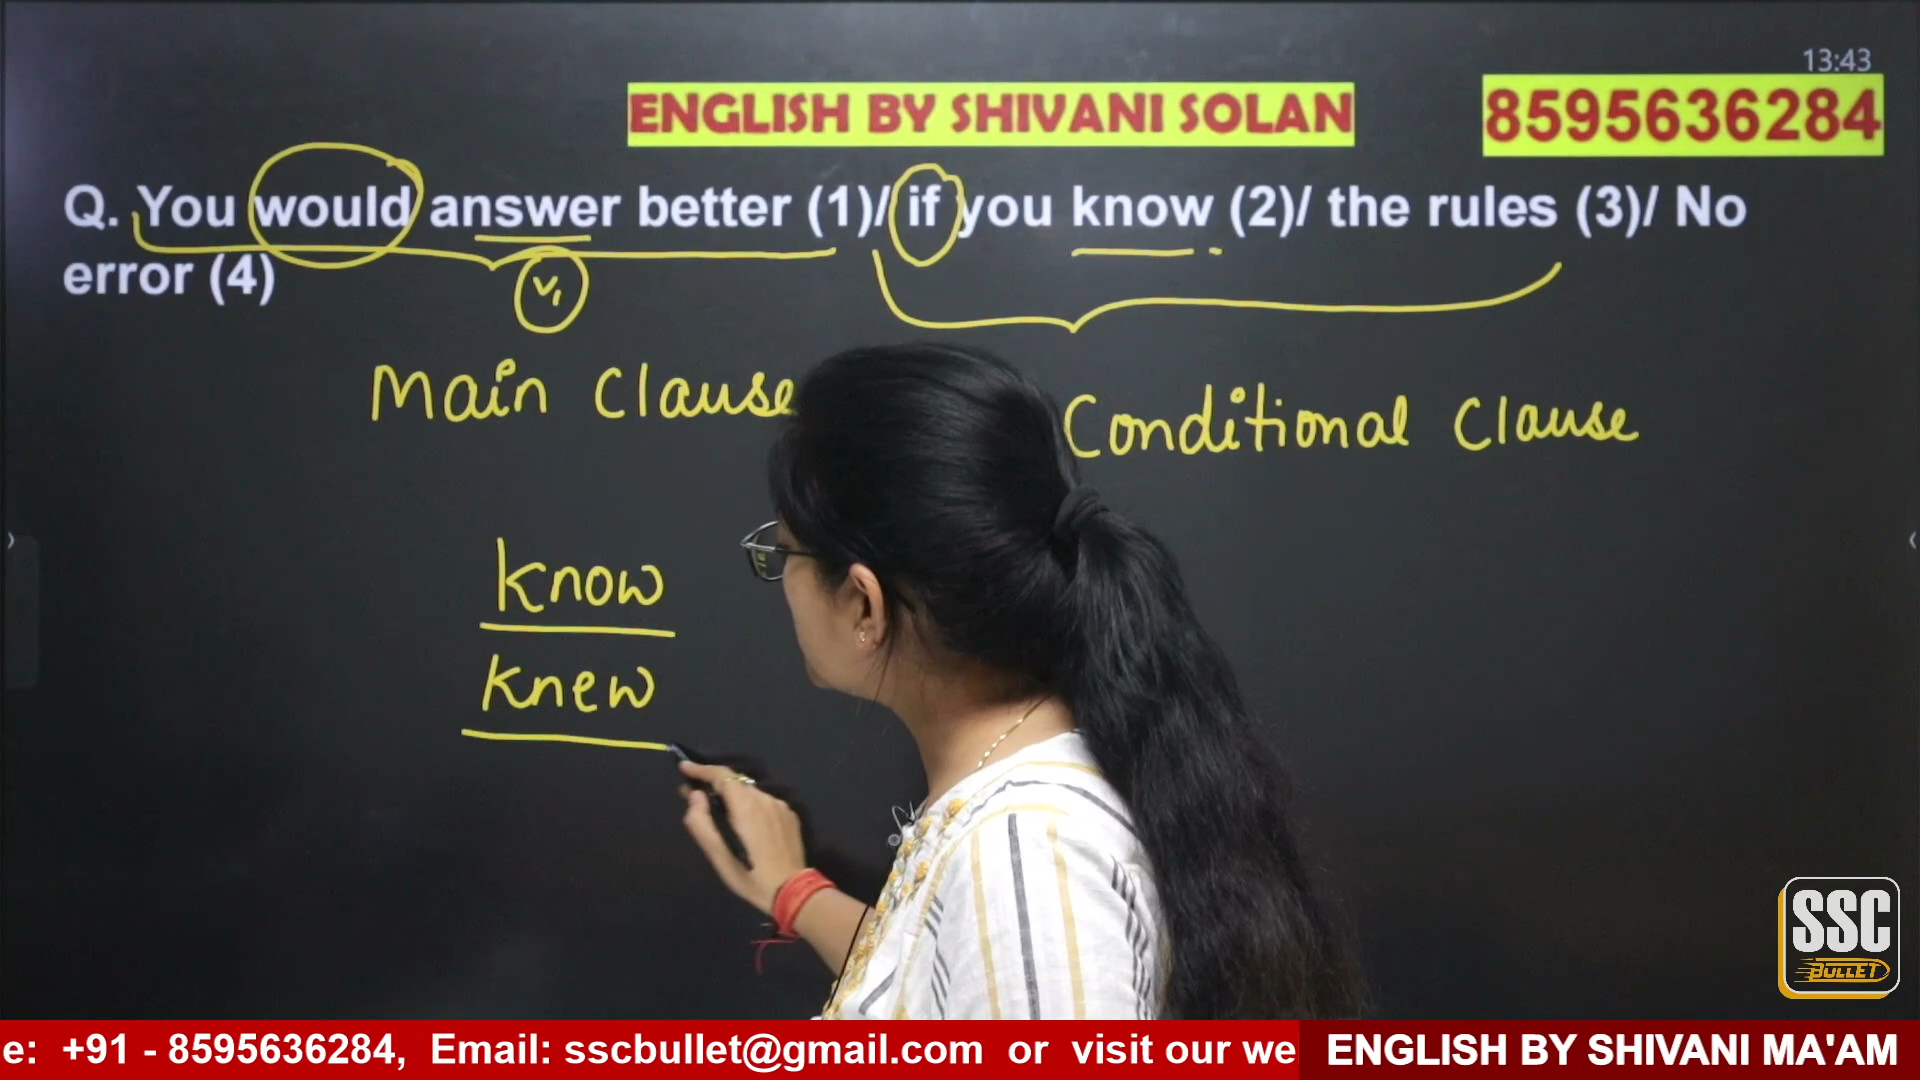 13:43
ENGLISH BY SHIVANI SOLAN
8595636284
Q. You would answer better (1)/ if you know (2)/ the rules (3)/ No
error (4)
V1
Main Clause
Conditional Clause
Know
Knew
SSC
BULLET
e: +91 - 8595636284, Email: sscbullet@gmail.com or visit our we
ENGLISH BY SHIVANI MA'AM